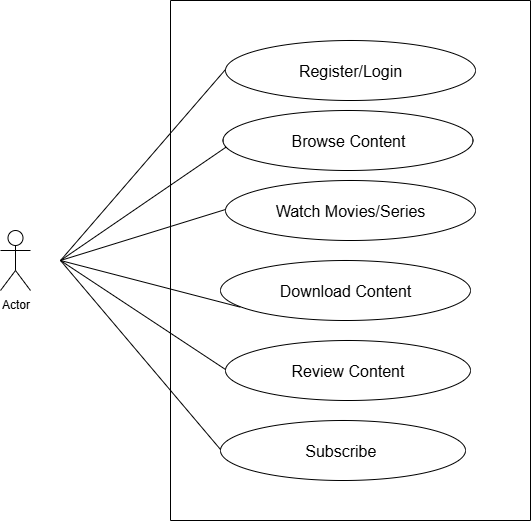 Register/Login
Browse Content
Watch Movies/Series
Actor
Download Content
Review Content
Subscribe